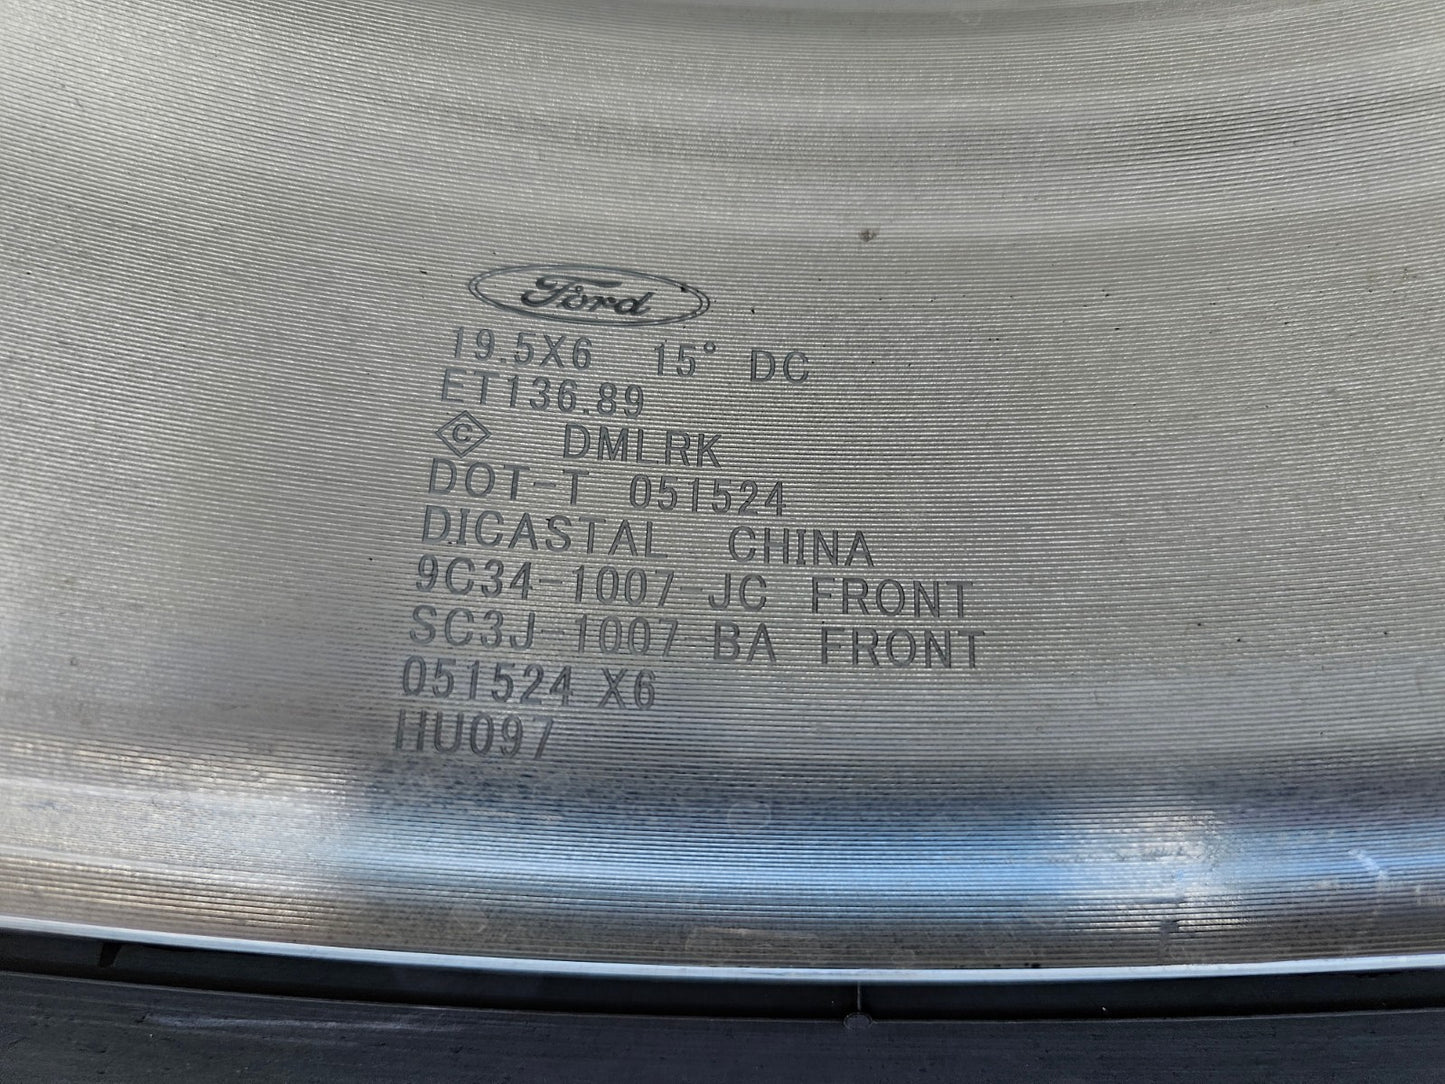 Ford
19.5X6 15° DC
ET136.89
C DMLRK
DOT-T 051524
DICASTAL CHINA
9C34-1007-JC FRONT
SC3J-1007-BA FRONT
051524 X6
HU097